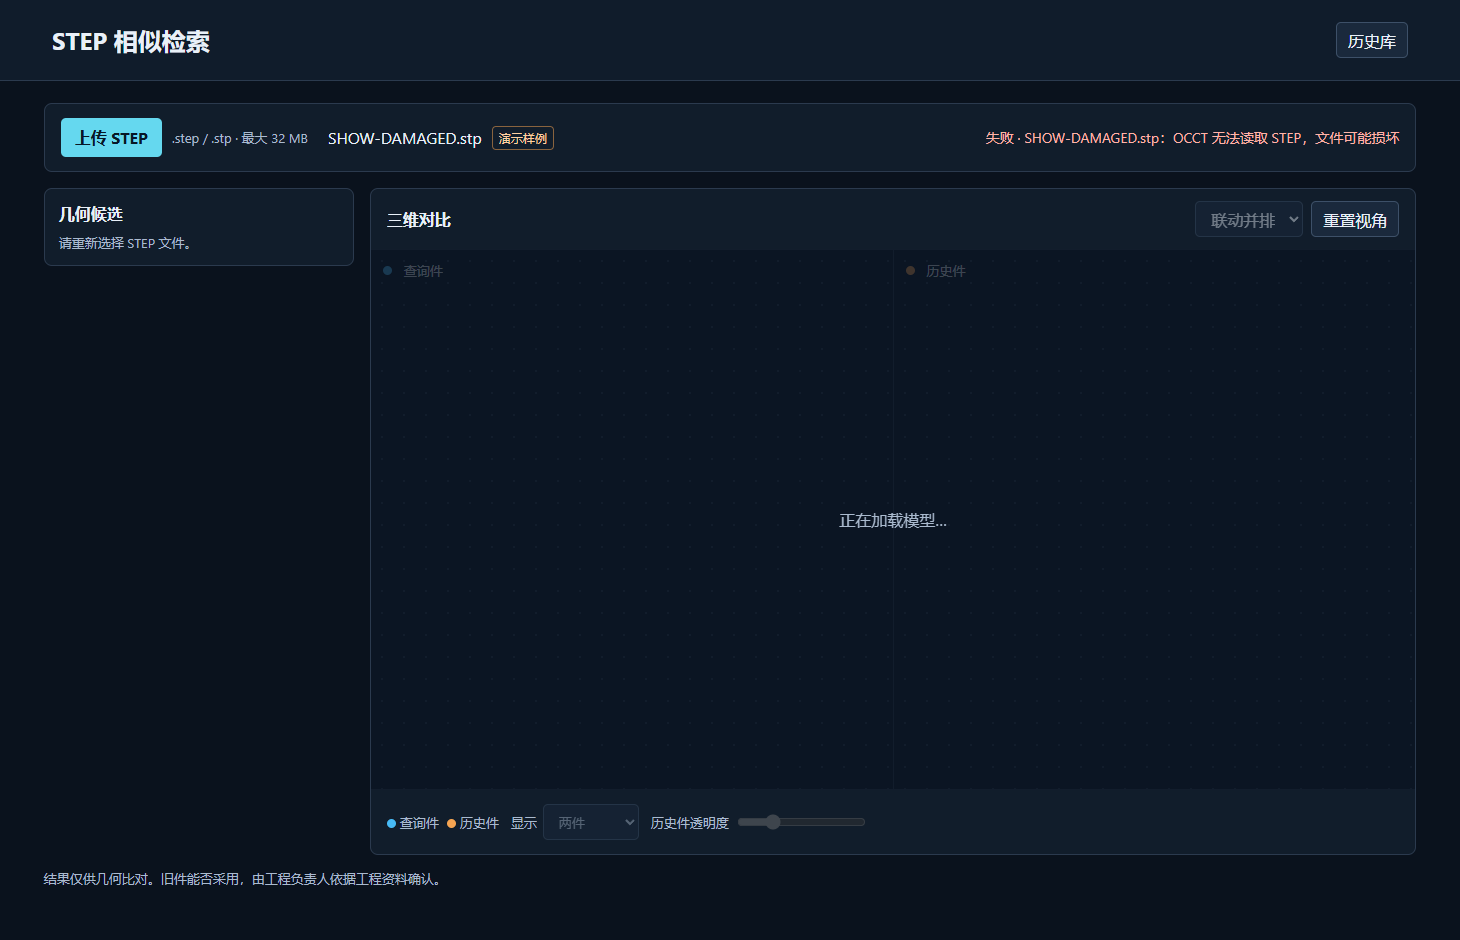 STEP 相似检索
历史库
上传 STEP
.step / .stp · 最大 32 MB
SHOW-DAMAGED.stp
演示样例
失败 · SHOW-DAMAGED.stp：OCCT 无法读取 STEP，文件可能损坏
几何候选
请重新选择 STEP 文件。
三维对比
联动并排
重置视角
查询件
历史件
正在加载模型...
查询件
历史件
显示
两件
历史件透明度
结果仅供几何比对。旧件能否采用，由工程负责人依据工程资料确认。